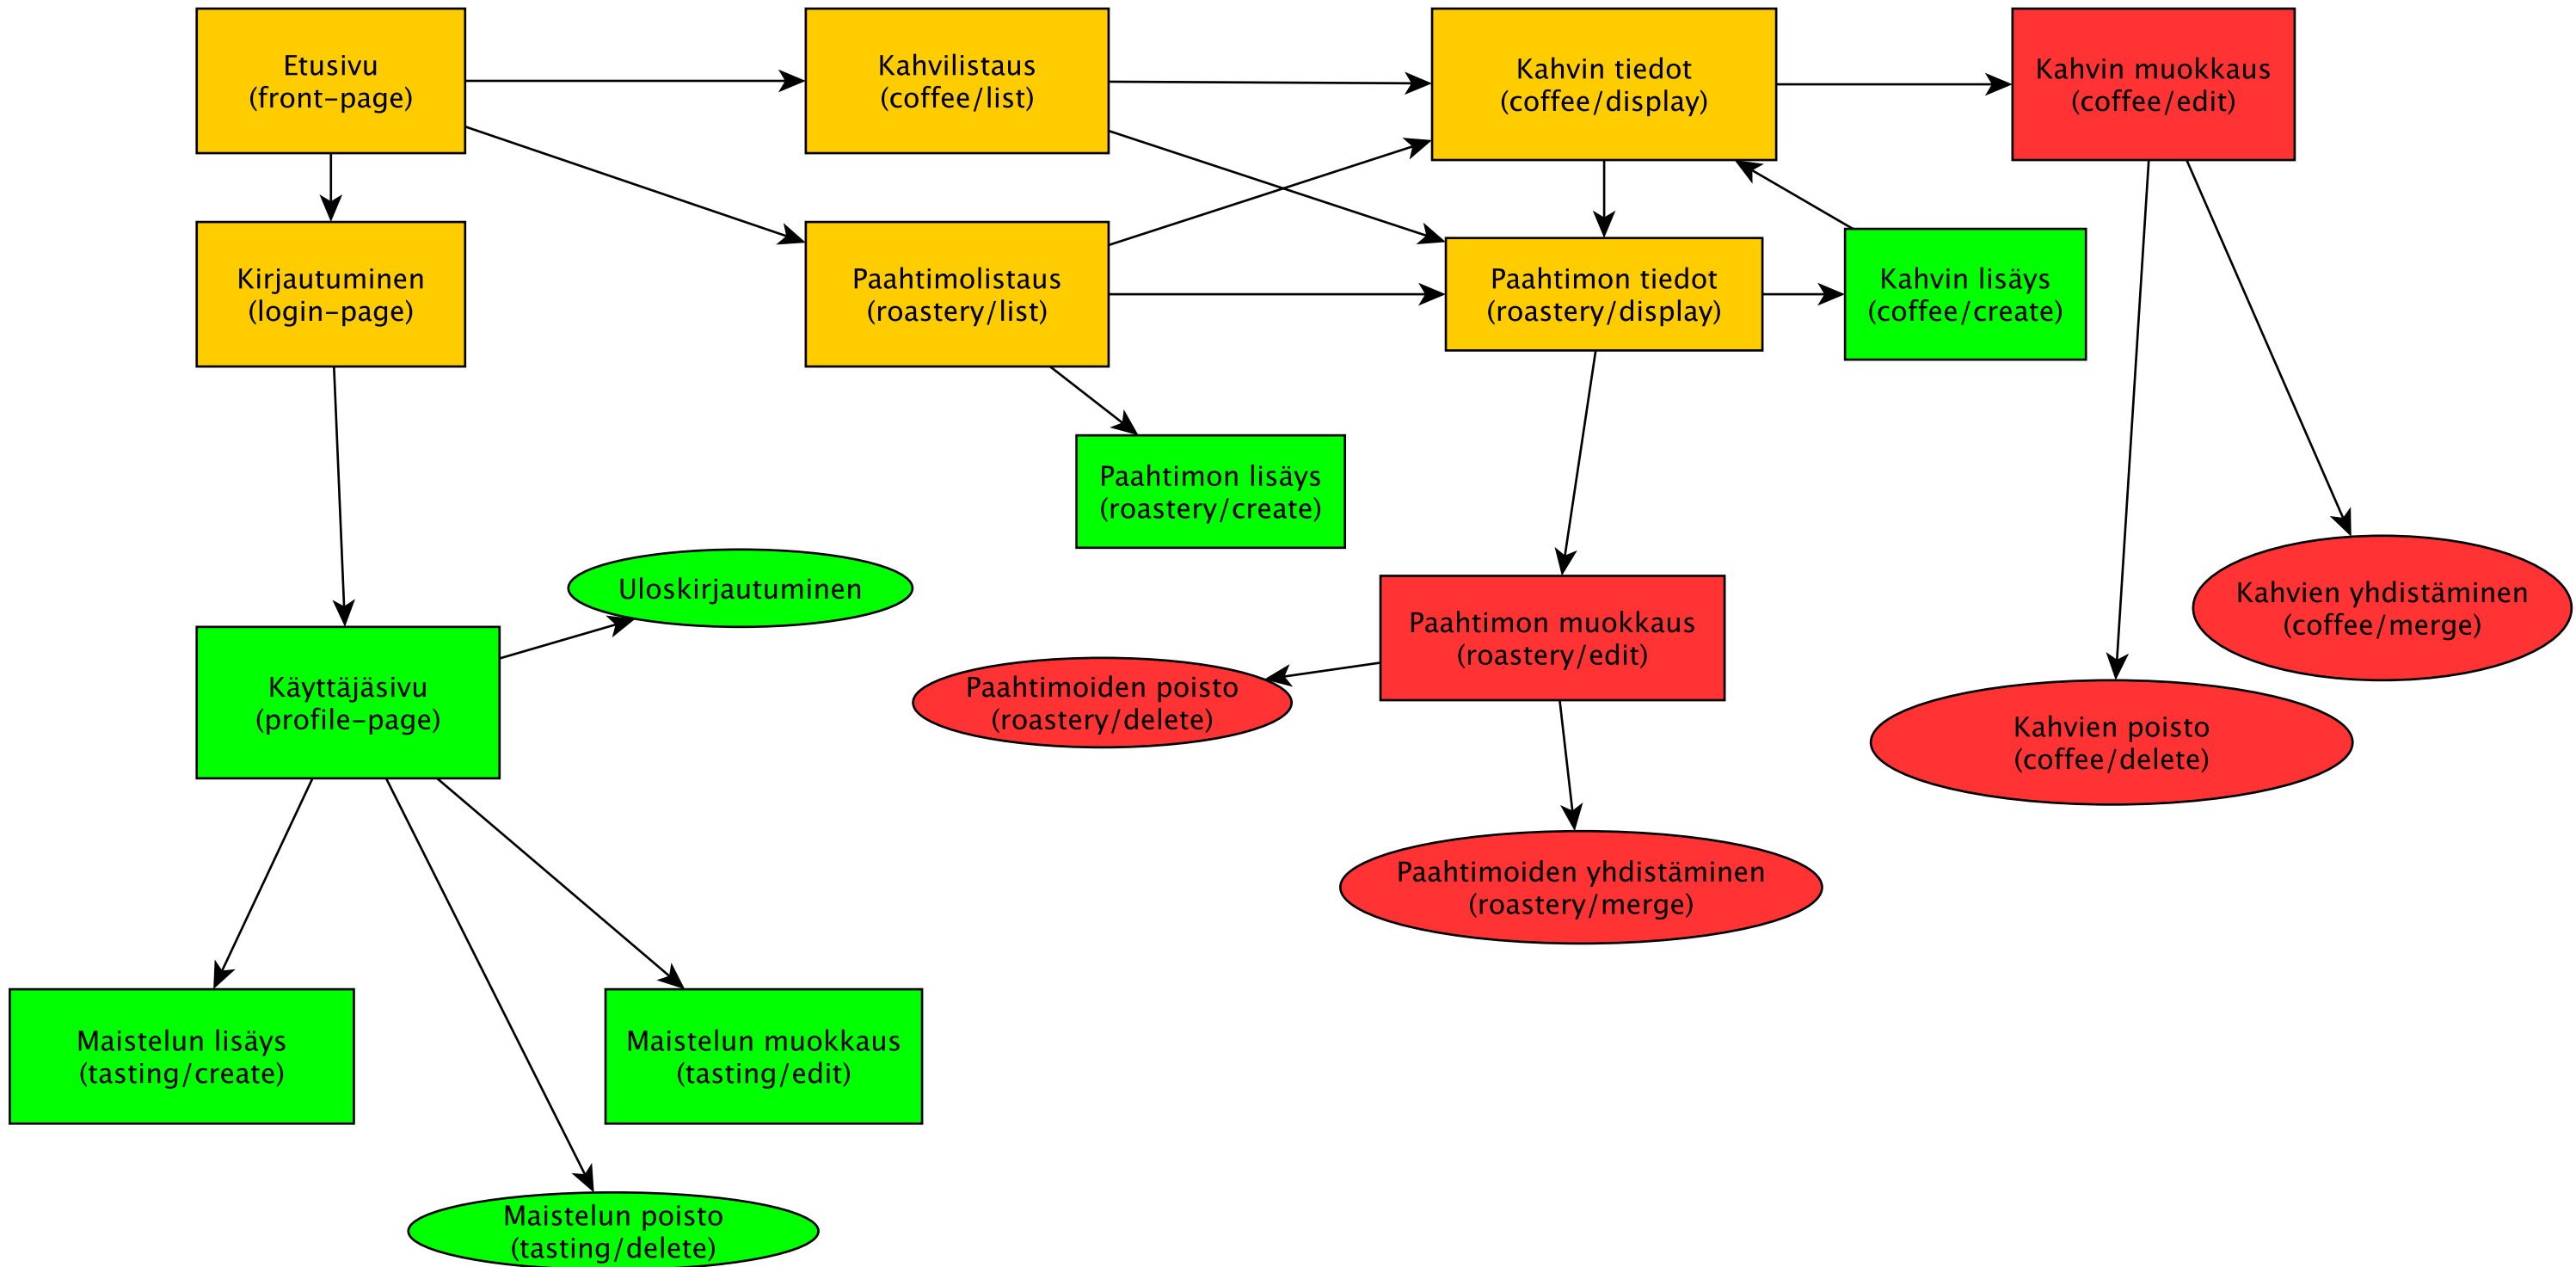 Etusivu
(front-page)
Kahvilistaus
(coffee/list)
Kahvin tiedot
(coffee/display)
Kahvin muokkaus
(coffee/edit)
Kirjautuminen
(login-page)
Paahtimolistaus
(roastery/list)
Paahtimon tiedot
(roastery/display)
Kahvin lisäys
(coffee/create)
Paahtimon lisäys
(roastery/create)
Uloskirjautuminen
Paahtimon muokkaus
(roastery/edit)
Kahvien yhdistäminen
(coffee/merge)
Käyttäjäsivu
(profile-page)
Paahtimoiden poisto
(roastery/delete)
Kahvien poisto
(coffee/delete)
Paahtimoiden yhdistäminen
(roastery/merge)
Maistelun lisäys
(tasting/create)
Maistelun muokkaus
(tasting/edit)
Maistelun poisto
(tasting/delete)